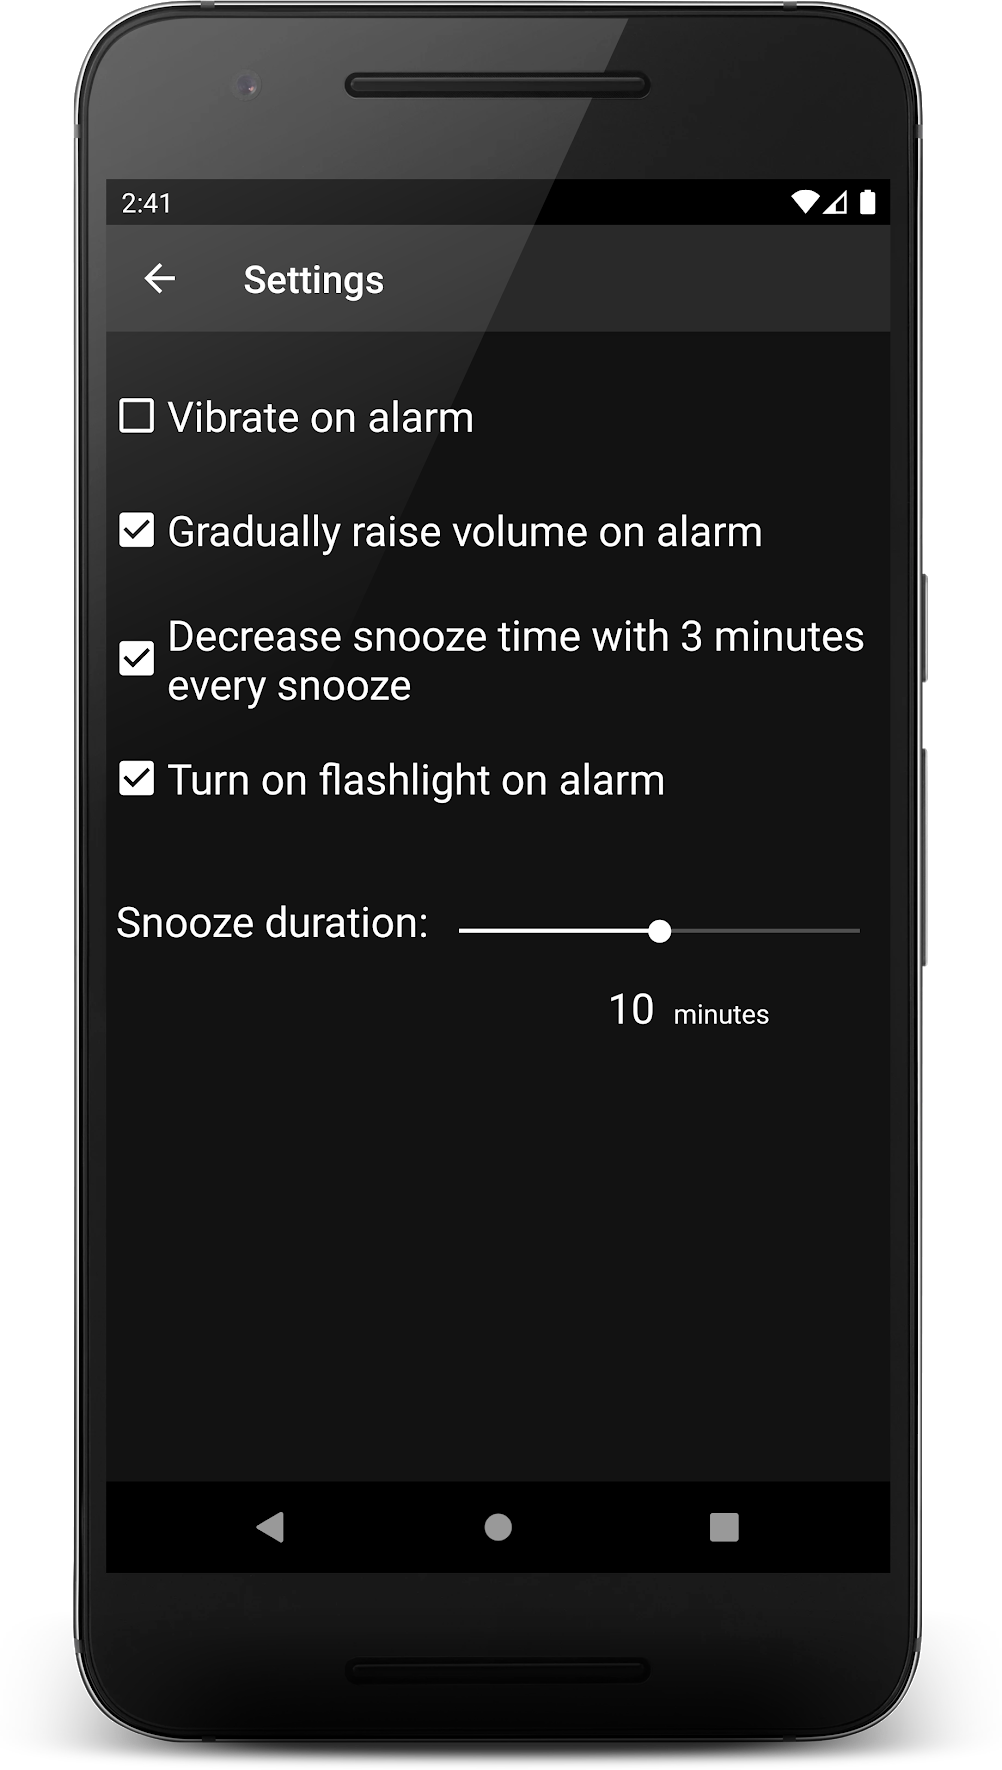 2:41
Settings
Vibrate on alarm
Gradually raise volume on alarm
Decrease snooze time with 3 minutes
every snooze
Turn on flashlight on alarm
Snooze duration:
10 minutes